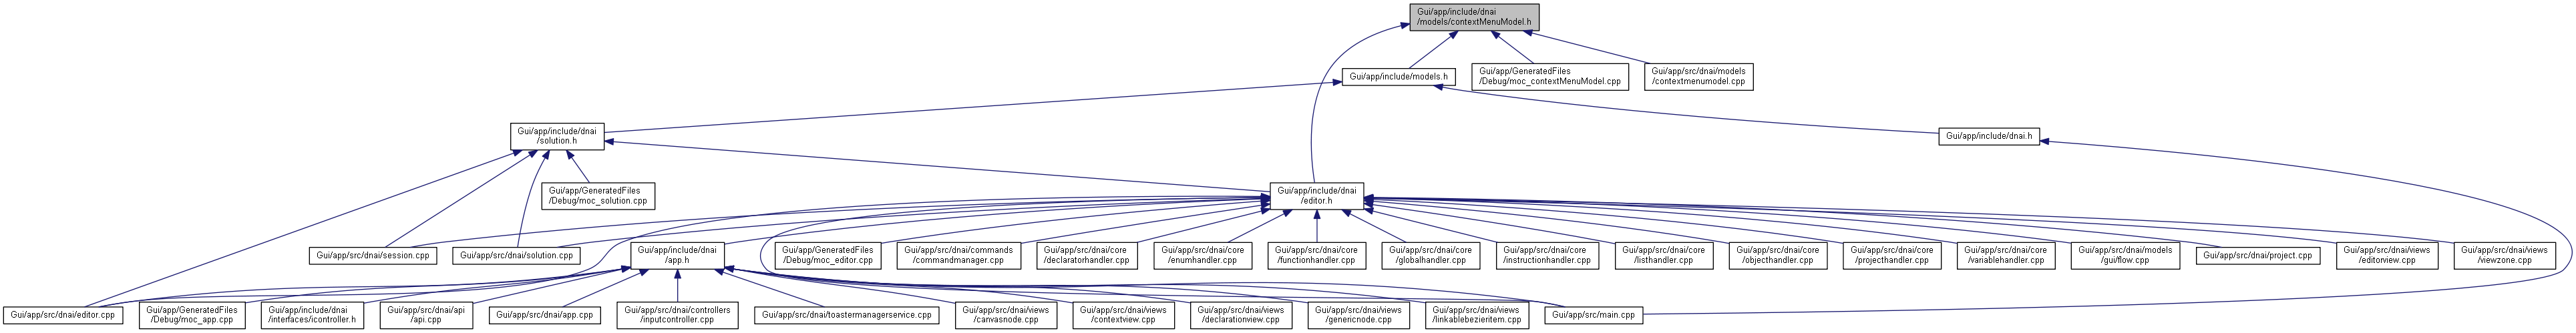 Gui/app/include/dnai
/models/contextMenuModel.h
Gui/app/include/models.h
Gui/app/GeneratedFiles
/Debug/moc_contextMenuModel.cpp
Gui/app/src/dnai/models
/contextmenumodel.cpp
Gui/app/include/dnai
/solution.h
Gui/app/include/dnai.h
Gui/app/GeneratedFiles
/Debug/moc_solution.cpp
Gui/app/include/dnai
/editor.h
Gui/app/src/dnai/session.cpp
Gui/app/src/dnai/solution.cpp
Gui/app/include/dnai
/app.h
Gui/app/GeneratedFiles
/Debug/moc_editor.cpp
Gui/app/src/dnai/commands
/commandmanager.cpp
Gui/app/src/dnai/core
/declaratorhandler.cpp
Gui/app/src/dnai/core
/enumhandler.cpp
Gui/app/src/dnai/core
/functionhandler.cpp
Gui/app/src/dnai/core
/globalhandler.cpp
Gui/app/src/dnai/core
/instructionhandler.cpp
Gui/app/src/dnai/core
/listhandler.cpp
Gui/app/src/dnai/core
/objecthandler.cpp
Gui/app/src/dnai/core
/projecthandler.cpp
Gui/app/src/dnai/core
/variablehandler.cpp
Gui/app/src/dnai/models
/gui/flow.cpp
Gui/app/src/dnai/project.cpp
Gui/app/src/dnai/views
/editorview.cpp
Gui/app/src/dnai/views
/viewzone.cpp
Gui/app/src/dnai/editor.cpp
Gui/app/GeneratedFiles
/Debug/moc_app.cpp
Gui/app/include/dnai
/interfaces/icontroller.h
Gui/app/src/dnai/api
/api.cpp
Gui/app/src/dnai/app.cpp
Gui/app/src/dnai/controllers
/inputcontroller.cpp
Gui/app/src/dnai/toastermanagerservice.cpp
Gui/app/src/dnai/views
/canvasnode.cpp
Gui/app/src/dnai/views
/contextview.cpp
Gui/app/src/dnai/views
/declarationview.cpp
Gui/app/src/dnai/views
/genericnode.cpp
Gui/app/src/dnai/views
/linkablebezieritem.cpp
Gui/app/src/main.cpp